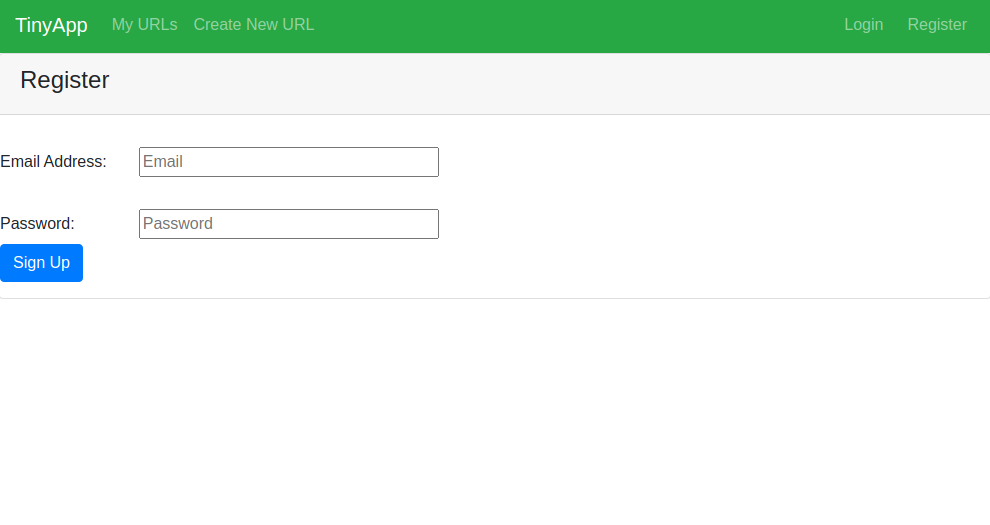 TinyApp My URLs Create New URL Login Register
Register
Email Address: Email
Password: Password
Sign Up